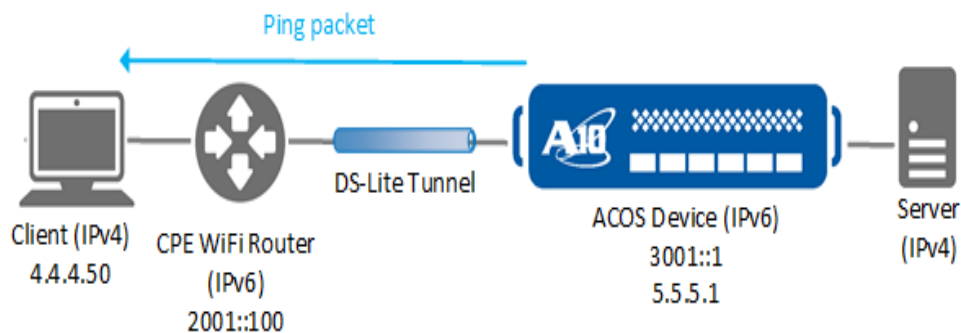 Ping packet
A10
DS-Lite Tunnel
Client (IPv4)
4.4.4.50
CPE WiFi Router
(IPv6)
2001::100
ACOS Device (IPv6)
3001::1
5.5.5.1
Server
(IPv4)